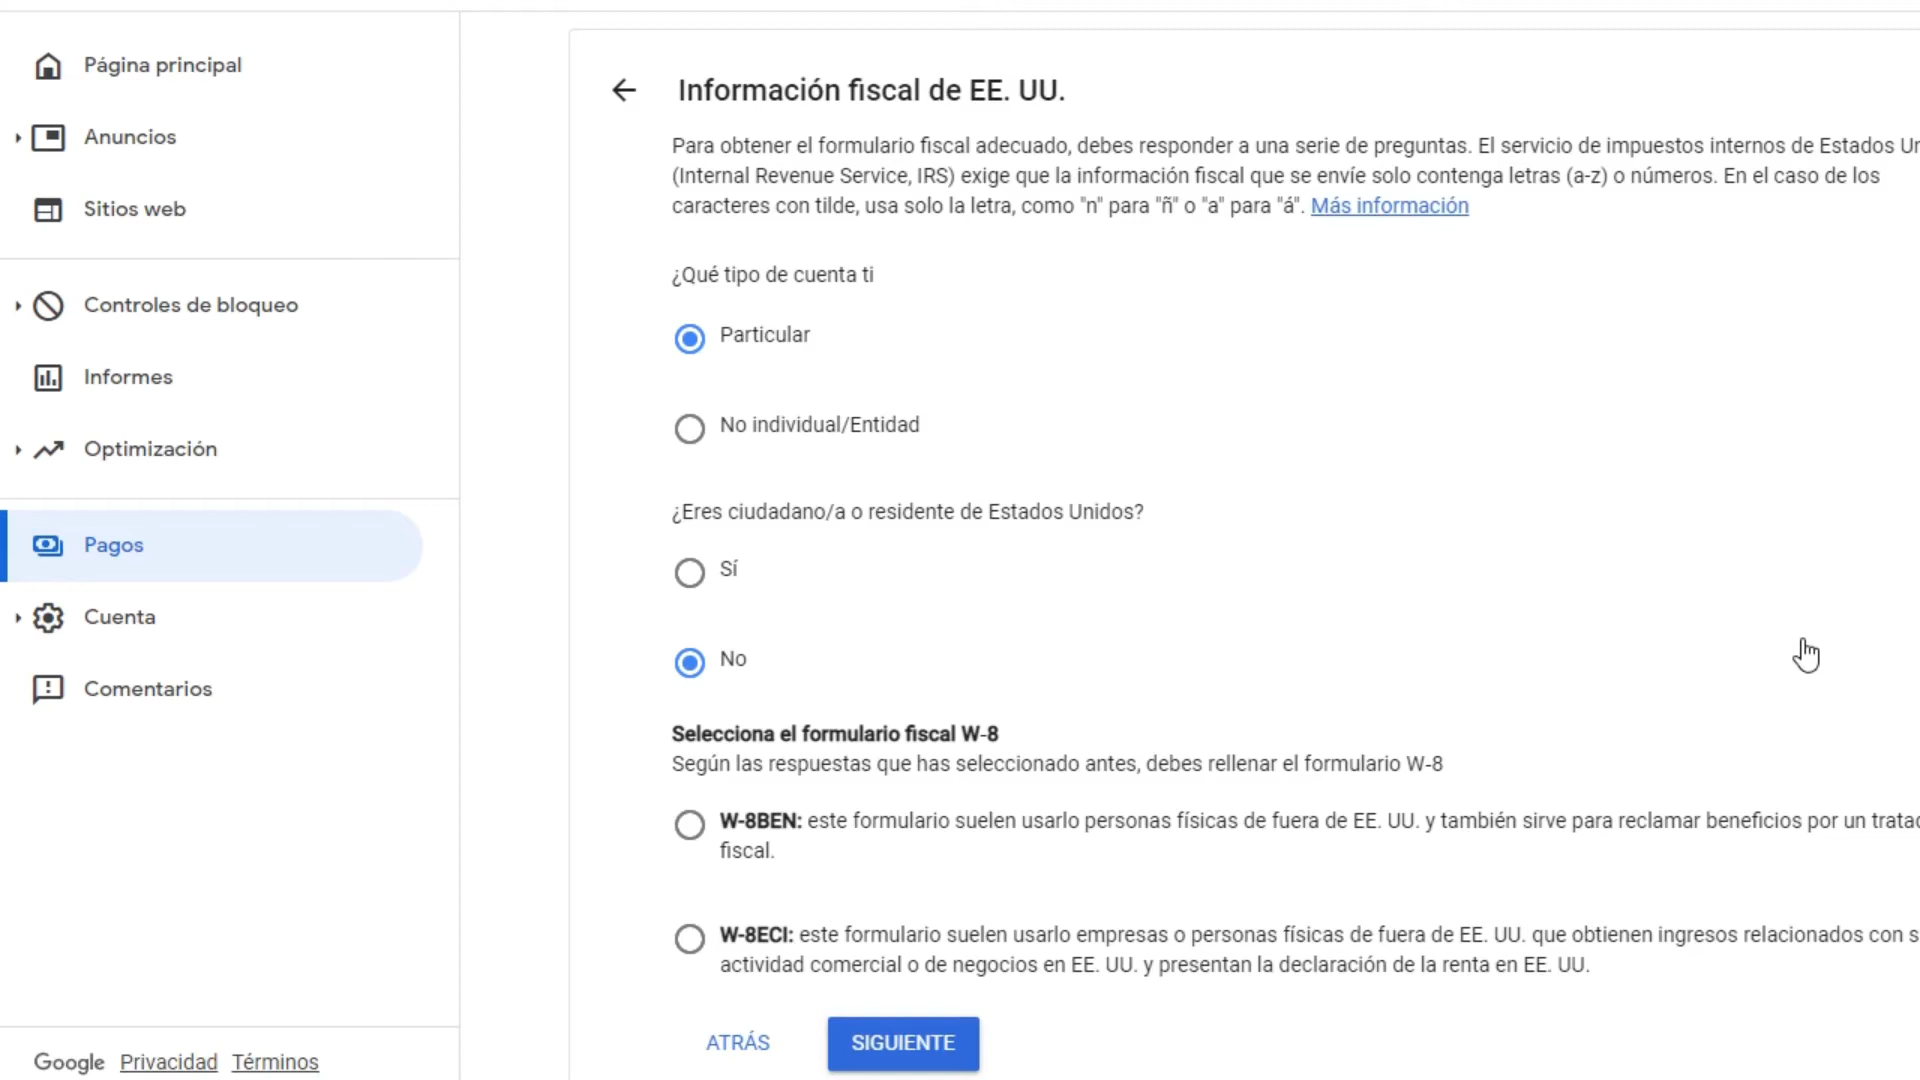 Página principal
Anuncios
Sitios web
Controles de bloqueo
Informes
Optimización
Pagos
Cuenta
Comentarios
Google Privacidad Términos
Información fiscal de EE. UU.
Para obtener el formulario fiscal adecuado, debes responder a una serie de preguntas. El servicio de impuestos internos de Estados Un
(Internal Revenue Service, IRS) exige que la información fiscal que se envíe solo contenga letras (a-z) o números. En el caso de los
caracteres con tilde, usa solo la letra, como "n" para "ñ" o "a" para "á". Más información
¿Qué tipo de cuenta ti
Particular
No individual/Entidad
¿Eres ciudadano/a o residente de Estados Unidos?
Sí
No
Selecciona el formulario fiscal W-8
Según las respuestas que has seleccionado antes, debes rellenar el formulario W-8
W-8BEN: este formulario suelen usarlo personas físicas de fuera de EE. UU. y también sirve para reclamar beneficios por un tratad
fiscal.
W-8ECI: este formulario suelen usarlo empresas o personas físicas de fuera de EE. UU. que obtienen ingresos relacionados con s
actividad comercial o de negocios en EE. UU. y presentan la declaración de la renta en EE. UU.
ATRÁS SIGUIENTE